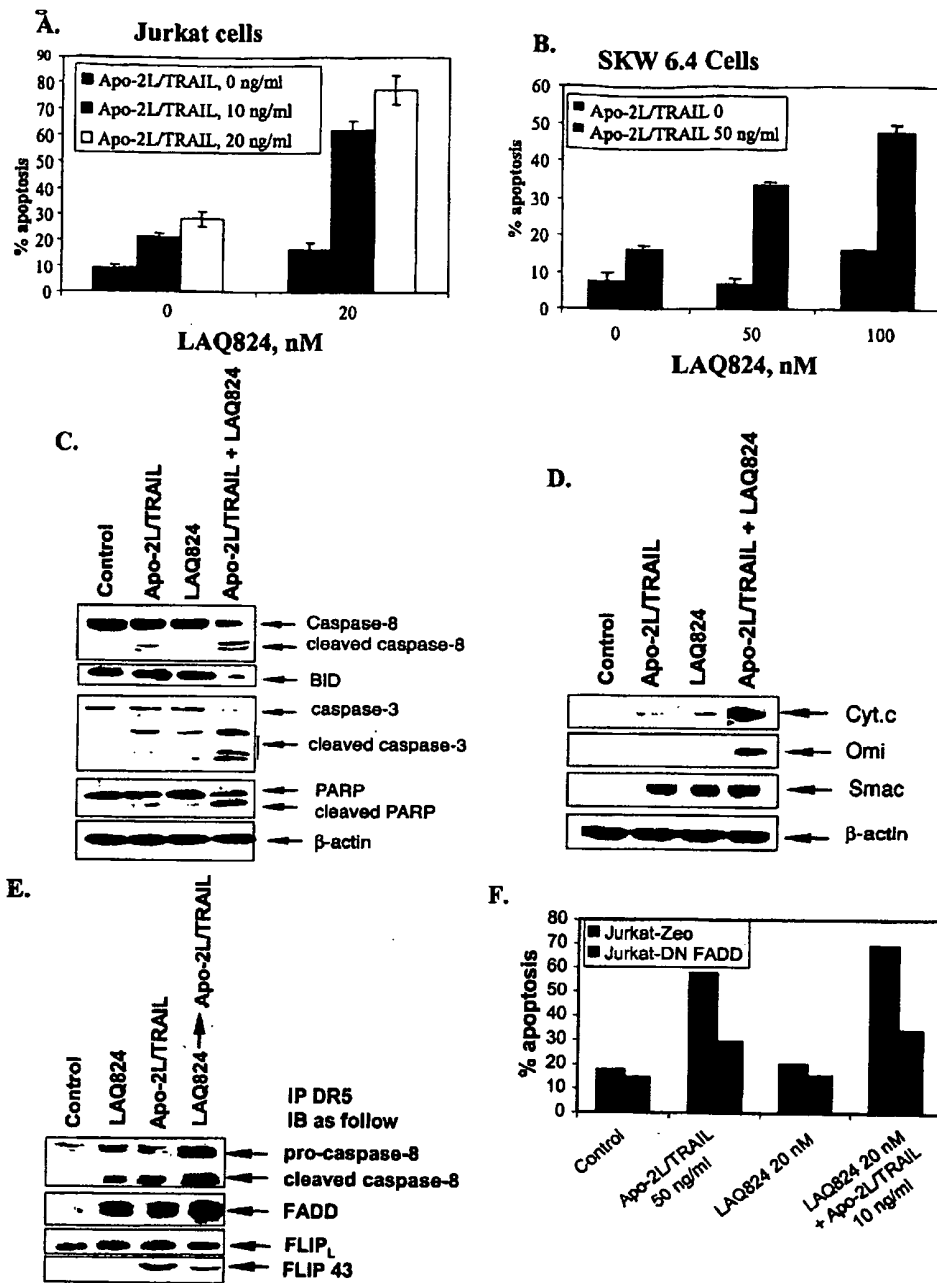 A.
Jurkat cells
90
80
70
60
50
40
30
20
10
0
% apoptosis
Apo-2L/TRAIL, 0 ng/ml
Apo-2L/TRAIL, 10 ng/ml
Apo-2L/TRAIL, 20 ng/ml
0
20
LAQ824, nM
B.
SKW 6.4 Cells
60
50
40
30
20
10
0
% apoptosis
Apo-2L/TRAIL 0
Apo-2L/TRAIL 50 ng/ml
0
50
100
LAQ824, nM
C.
Control
Apo-2L/TRAIL
LAQ824
Apo-2L/TRAIL + LAQ824
Caspase-8
cleaved caspase-8
BID
caspase-3
cleaved caspase-3
PARP
cleaved PARP
β-actin
D.
Control
Apo-2L/TRAIL
LAQ824
Apo-2L/TRAIL + LAQ824
Cyt.c
Omi
Smac
β-actin
E.
Control
LAQ824
Apo-2L/TRAIL
LAQ824 → Apo-2L/TRAIL
IP DR5
IB as follow
pro-caspase-8
cleaved caspase-8
FADD
FLIPL
FLIP 43
F.
80
70
60
50
40
30
20
10
0
% apoptosis
Jurkat-Zeo
Jurkat-DN FADD
Control
Apo-2L/TRAIL
50 ng/ml
LAQ824 20 nM
LAQ824 20 nM
+ Apo-2L/TRAIL
10 ng/ml